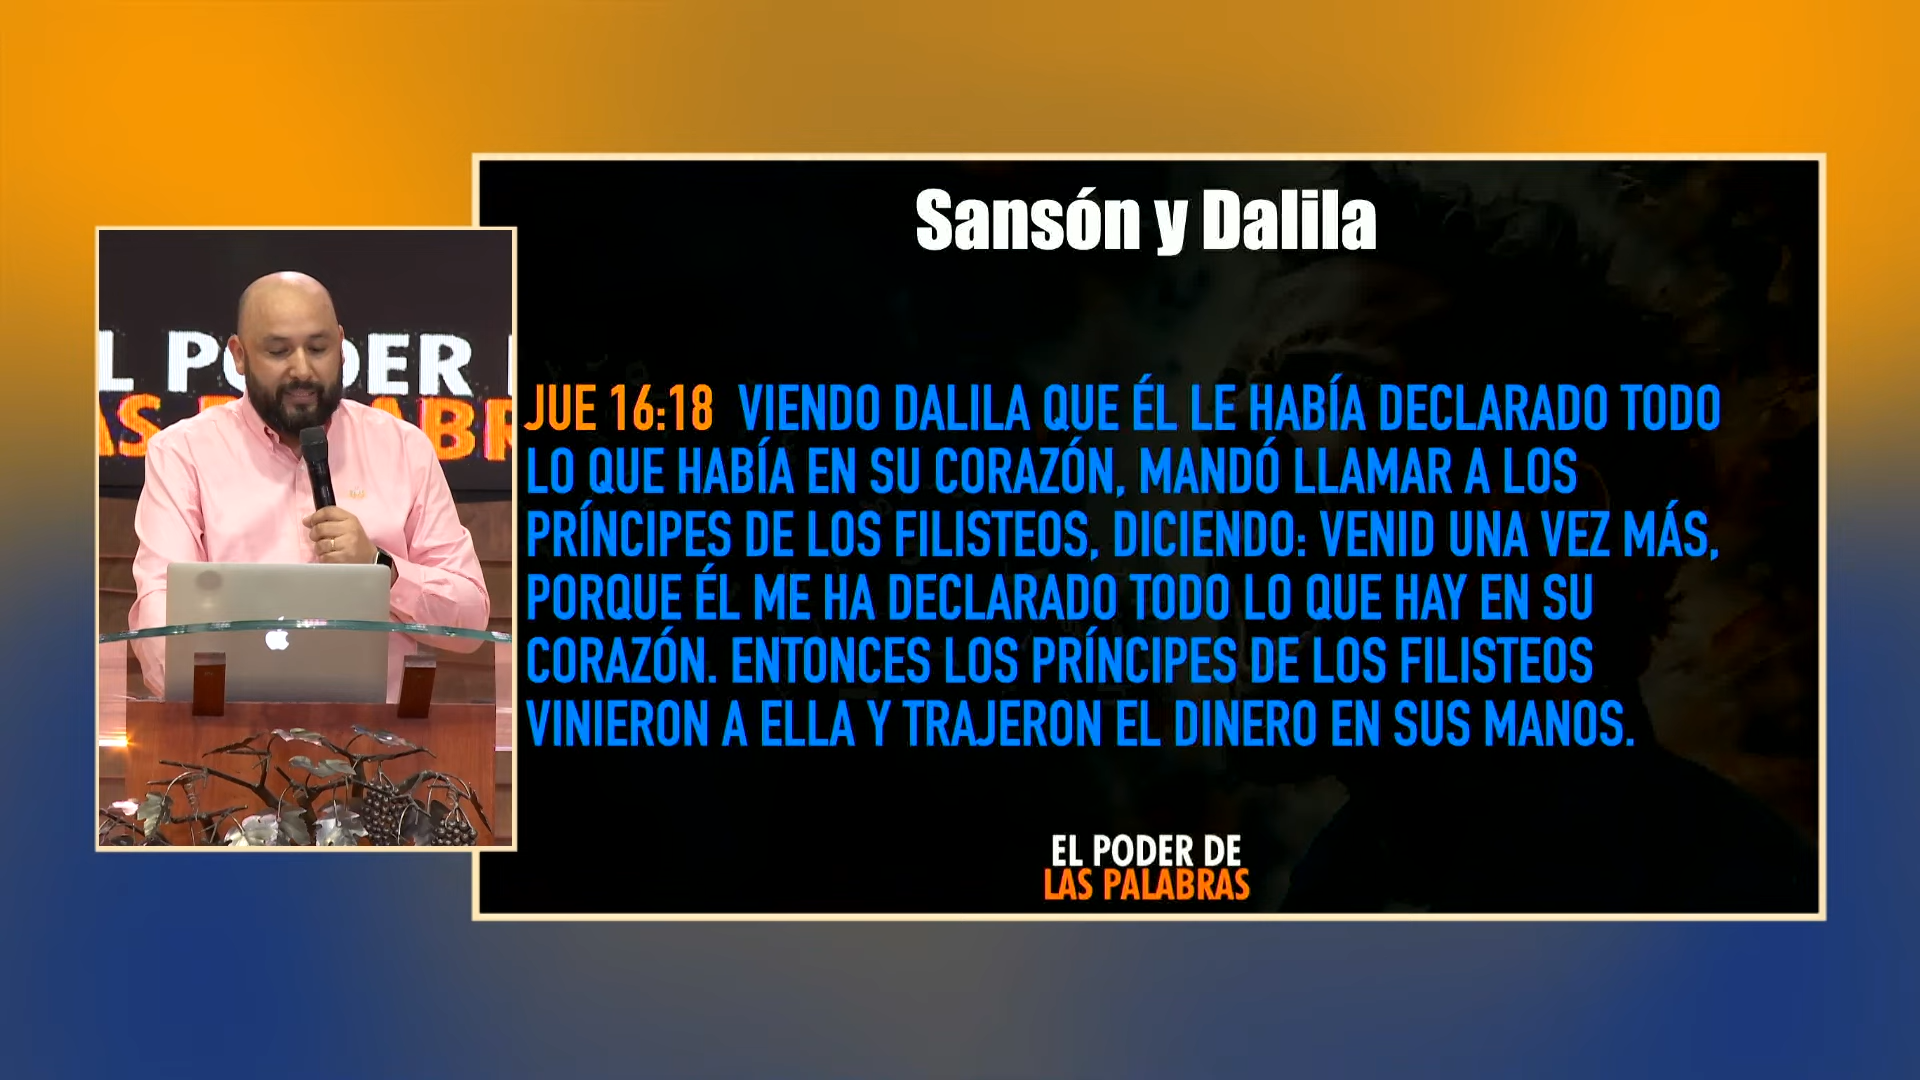 Sansón y Dalila
L PODER
LAS PALABR
JUE 16:18 VIENDO DALILA QUE ÉL LE HABÍA DECLARADO TODO
LO QUE HABÍA EN SU CORAZÓN, MANDÓ LLAMAR A LOS
PRÍNCIPES DE LOS FILISTEOS, DICIENDO: VENID UNA VEZ MÁS,
PORQUE ÉL ME HA DECLARADO TODO LO QUE HAY EN SU
CORAZÓN. ENTONCES LOS PRÍNCIPES DE LOS FILISTEOS
VINIERON A ELLA Y TRAJERON EL DINERO EN SUS MANOS.
EL PODER DE
LAS PALABRAS